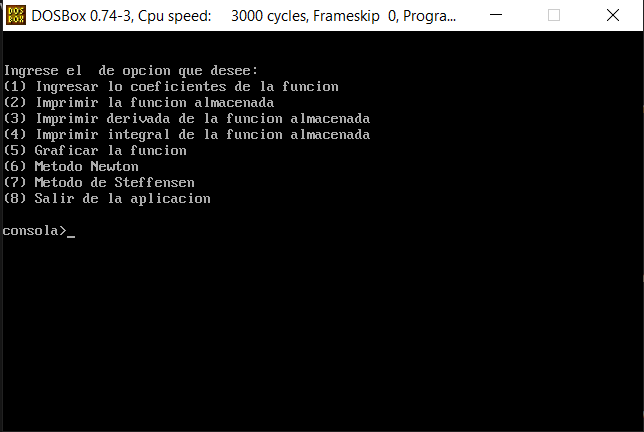 DOS BOX
DOSBox 0.74-3, Cpu speed:    3000 cycles, Frameskip  0, Progra...
Ingrese el  de opcion que desee:
(1) Ingresar lo coeficientes de la funcion
(2) Imprimir la funcion almacenada
(3) Imprimir derivada de la funcion almacenada
(4) Imprimir integral de la funcion almacenada
(5) Graficar la funcion
(6) Metodo Newton
(7) Metodo de Steffensen
(8) Salir de la aplicacion
consola>_